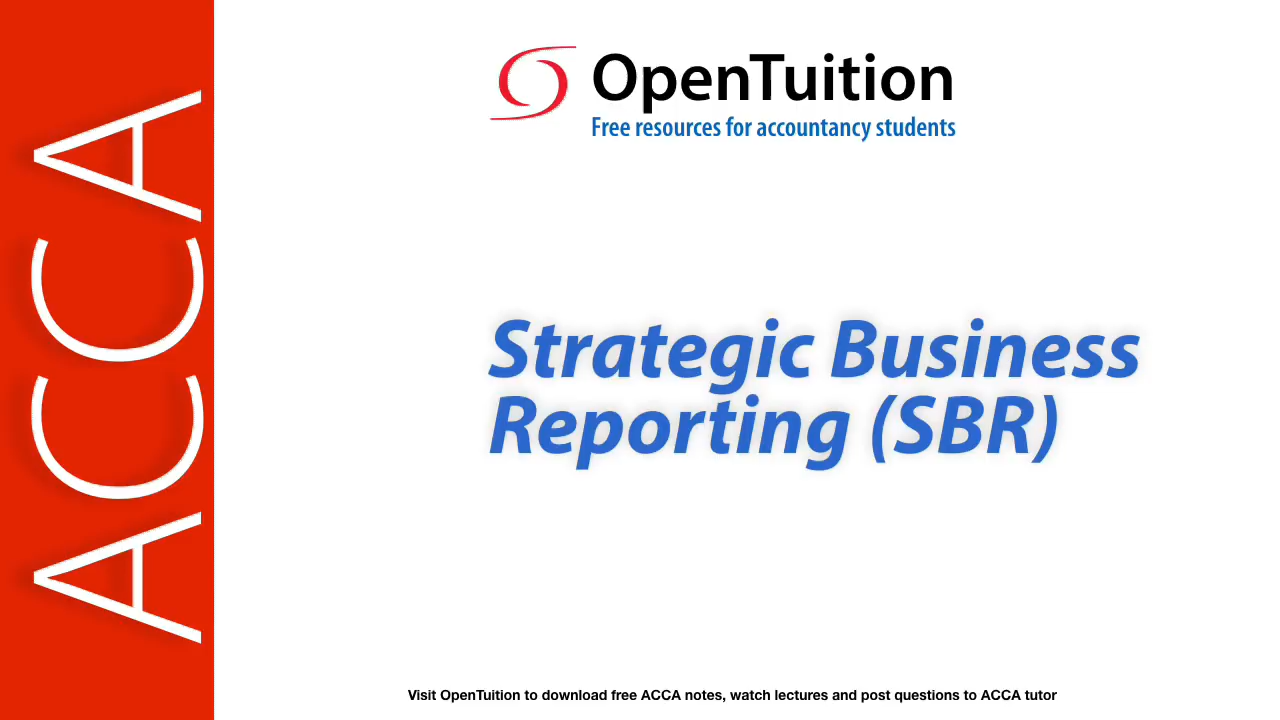 ACCA
OpenTuition
Free resources for accountancy students
Strategic Business
Reporting (SBR)
Visit OpenTuition to download free ACCA notes, watch lectures and post questions to ACCA tutor